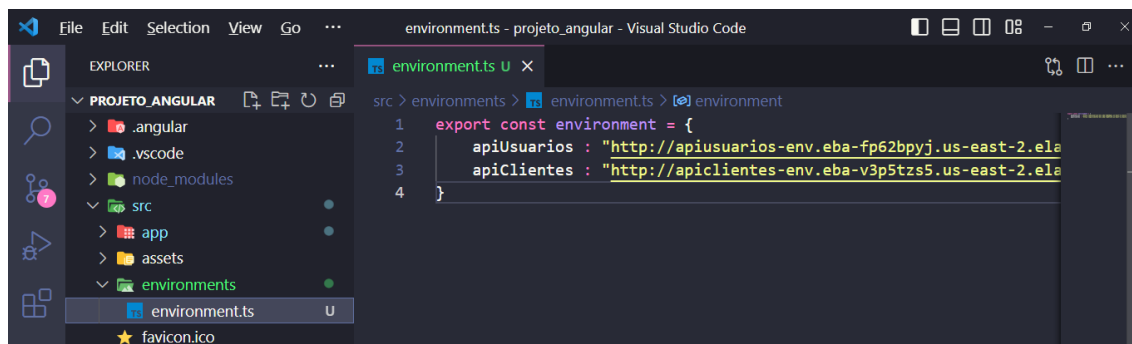 File Edit Selection View Go ··· environment.ts - projeto_angular - Visual Studio Code
EXPLORER ··· environment.ts U
PROJETO_ANGULAR src > environments > TS environment.ts > environment
.angular
.vscode
node_modules
src
app
assets
environments
environment.ts U
favicon.ico
7
1 export const environment = {
2 apiUsuarios : "http://apiusuarios-env.eba-fp62bpyj.us-east-2.ela
3 apiClientes : "http://apiclientes-env.eba-v3p5tzs5.us-east-2.ela
4 }